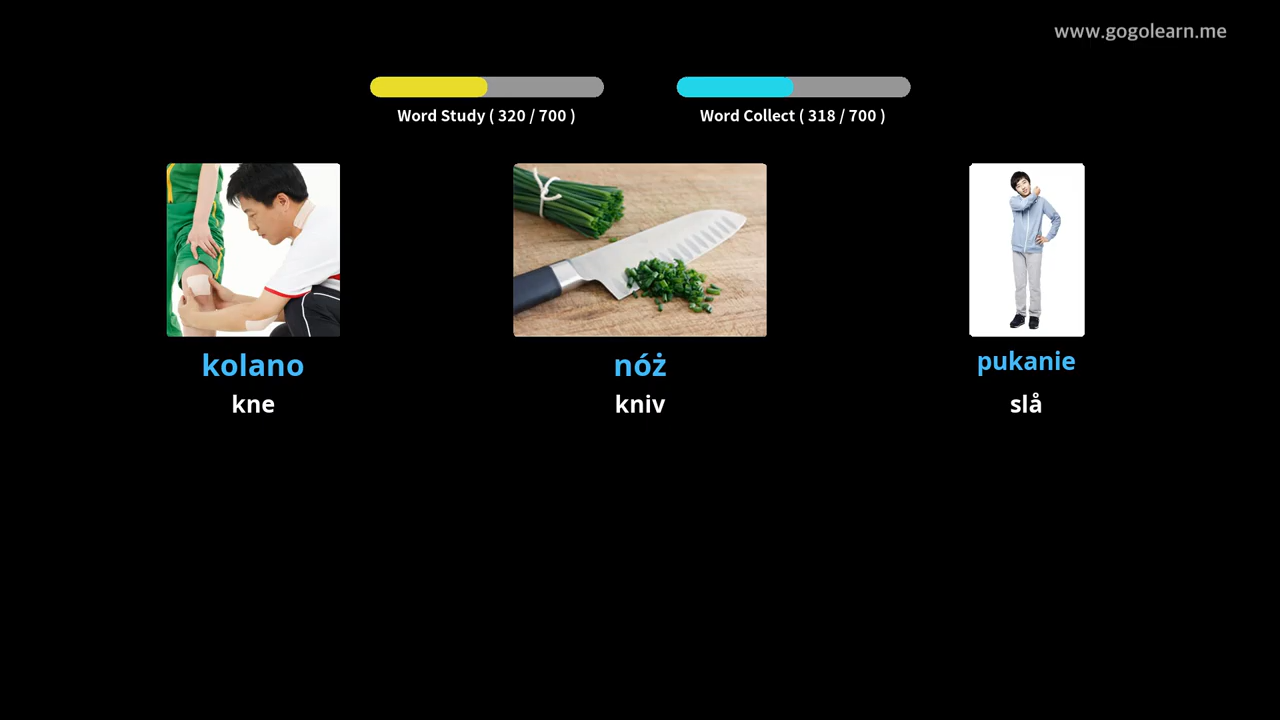 www.gogolearn.me
Word Study ( 320 / 700 )
Word Collect ( 318 / 700 )
kolano
nóż
pukanie
kne
kniv
slå